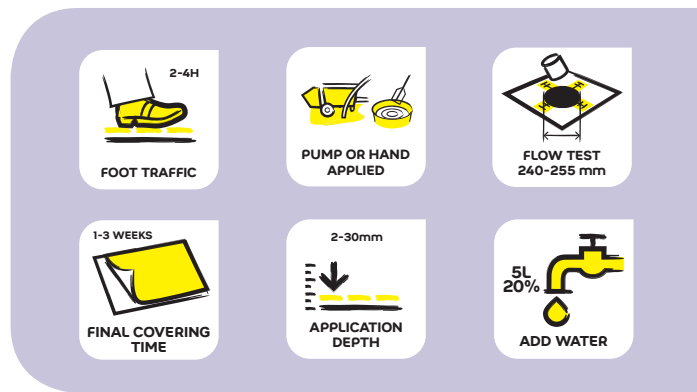 2-4H
FOOT TRAFFIC
PUMP OR HAND
APPLIED
FLOW TEST
240-255 mm
1-3 WEEKS
FINAL COVERING
TIME
2-30mm
APPLICATION
DEPTH
5L
20%
ADD WATER